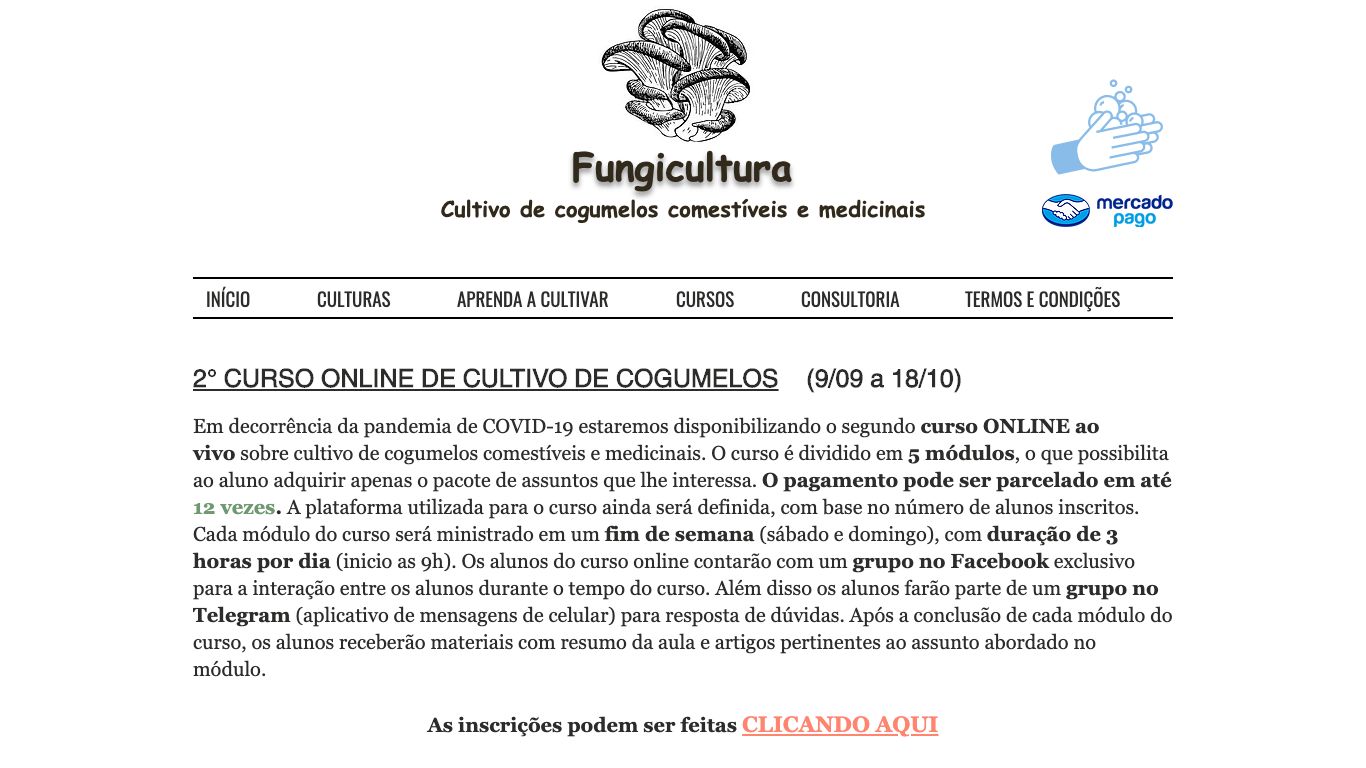 Fungicultura
Cultivo de cogumelos comestíveis e medicinais
mercado
pago
INÍCIO CULTURAS APRENDA A CULTIVAR CURSOS CONSULTORIA TERMOS E CONDIÇÕES
2° CURSO ONLINE DE CULTIVO DE COGUMELOS (9/09 a 18/10)
Em decorrência da pandemia de COVID-19 estaremos disponibilizando o segundo curso ONLINE ao
vivo sobre cultivo de cogumelos comestíveis e medicinais. O curso é dividido em 5 módulos, o que possibilita
ao aluno adquirir apenas o pacote de assuntos que lhe interessa. O pagamento pode ser parcelado em até
12 vezes. A plataforma utilizada para o curso ainda será definida, com base no número de alunos inscritos.
Cada módulo do curso será ministrado em um fim de semana (sábado e domingo), com duração de 3
horas por dia (inicio as 9h). Os alunos do curso online contarão com um grupo no Facebook exclusivo
para a interação entre os alunos durante o tempo do curso. Além disso os alunos farão parte de um grupo no
Telegram (aplicativo de mensagens de celular) para resposta de dúvidas. Após a conclusão de cada módulo do
curso, os alunos receberão materiais com resumo da aula e artigos pertinentes ao assunto abordado no
módulo.
As inscrições podem ser feitas CLICANDO AQUI